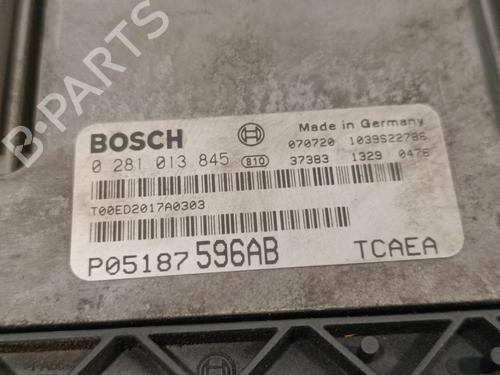 B-PARTS
BOSCH
Made in Germany
070720 1039S22786
0 281 013 845 810 37383 1329 0476
T00ED2017A0303
P05187 596AB TCAEA